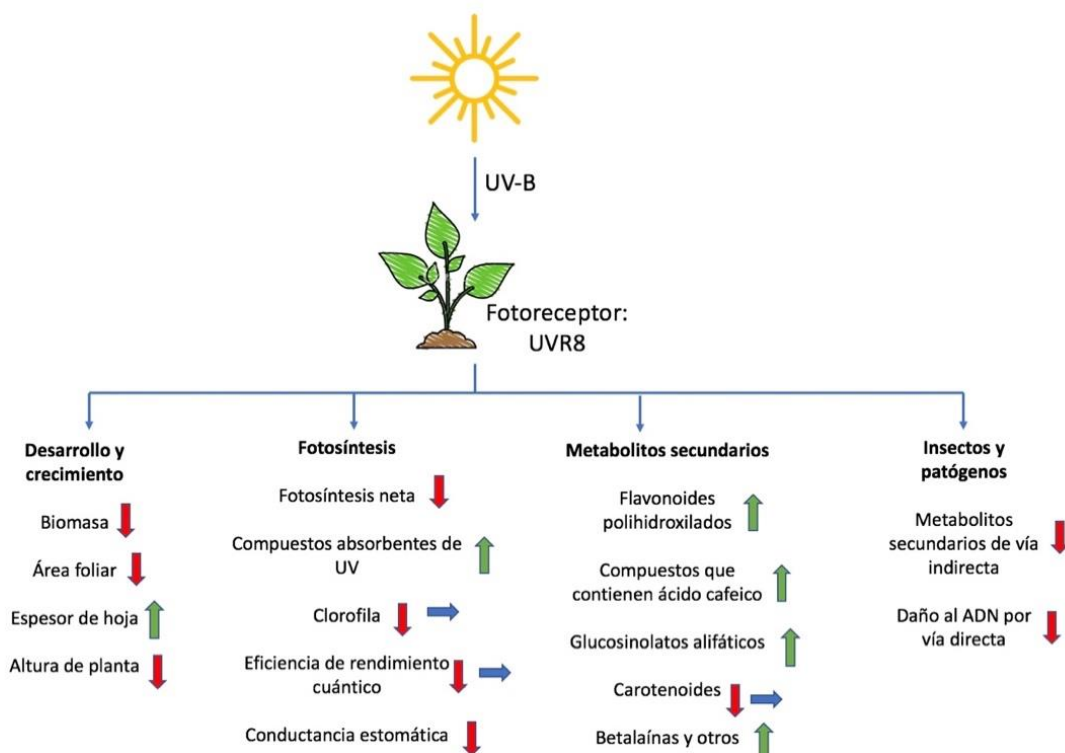 UV-B
Fotoreceptor:
UVR8
Desarrollo y
crecimiento
Biomasa
Área foliar
Espesor de hoja
Altura de planta
Fotosíntesis
Fotosíntesis neta
Compuestos absorbentes de
UV
Clorofila
Eficiencia de rendimiento
cuántico
Conductancia estomática
Metabolitos secundarios
Flavonoides
polihidroxilados
Compuestos que
contienen ácido cafeico
Glucosinolatos alifáticos
Carotenoides
Betalaínas y otros
Insectos y
patógenos
Metabolitos
secundarios de vía
indirecta
Daño al ADN por
vía directa